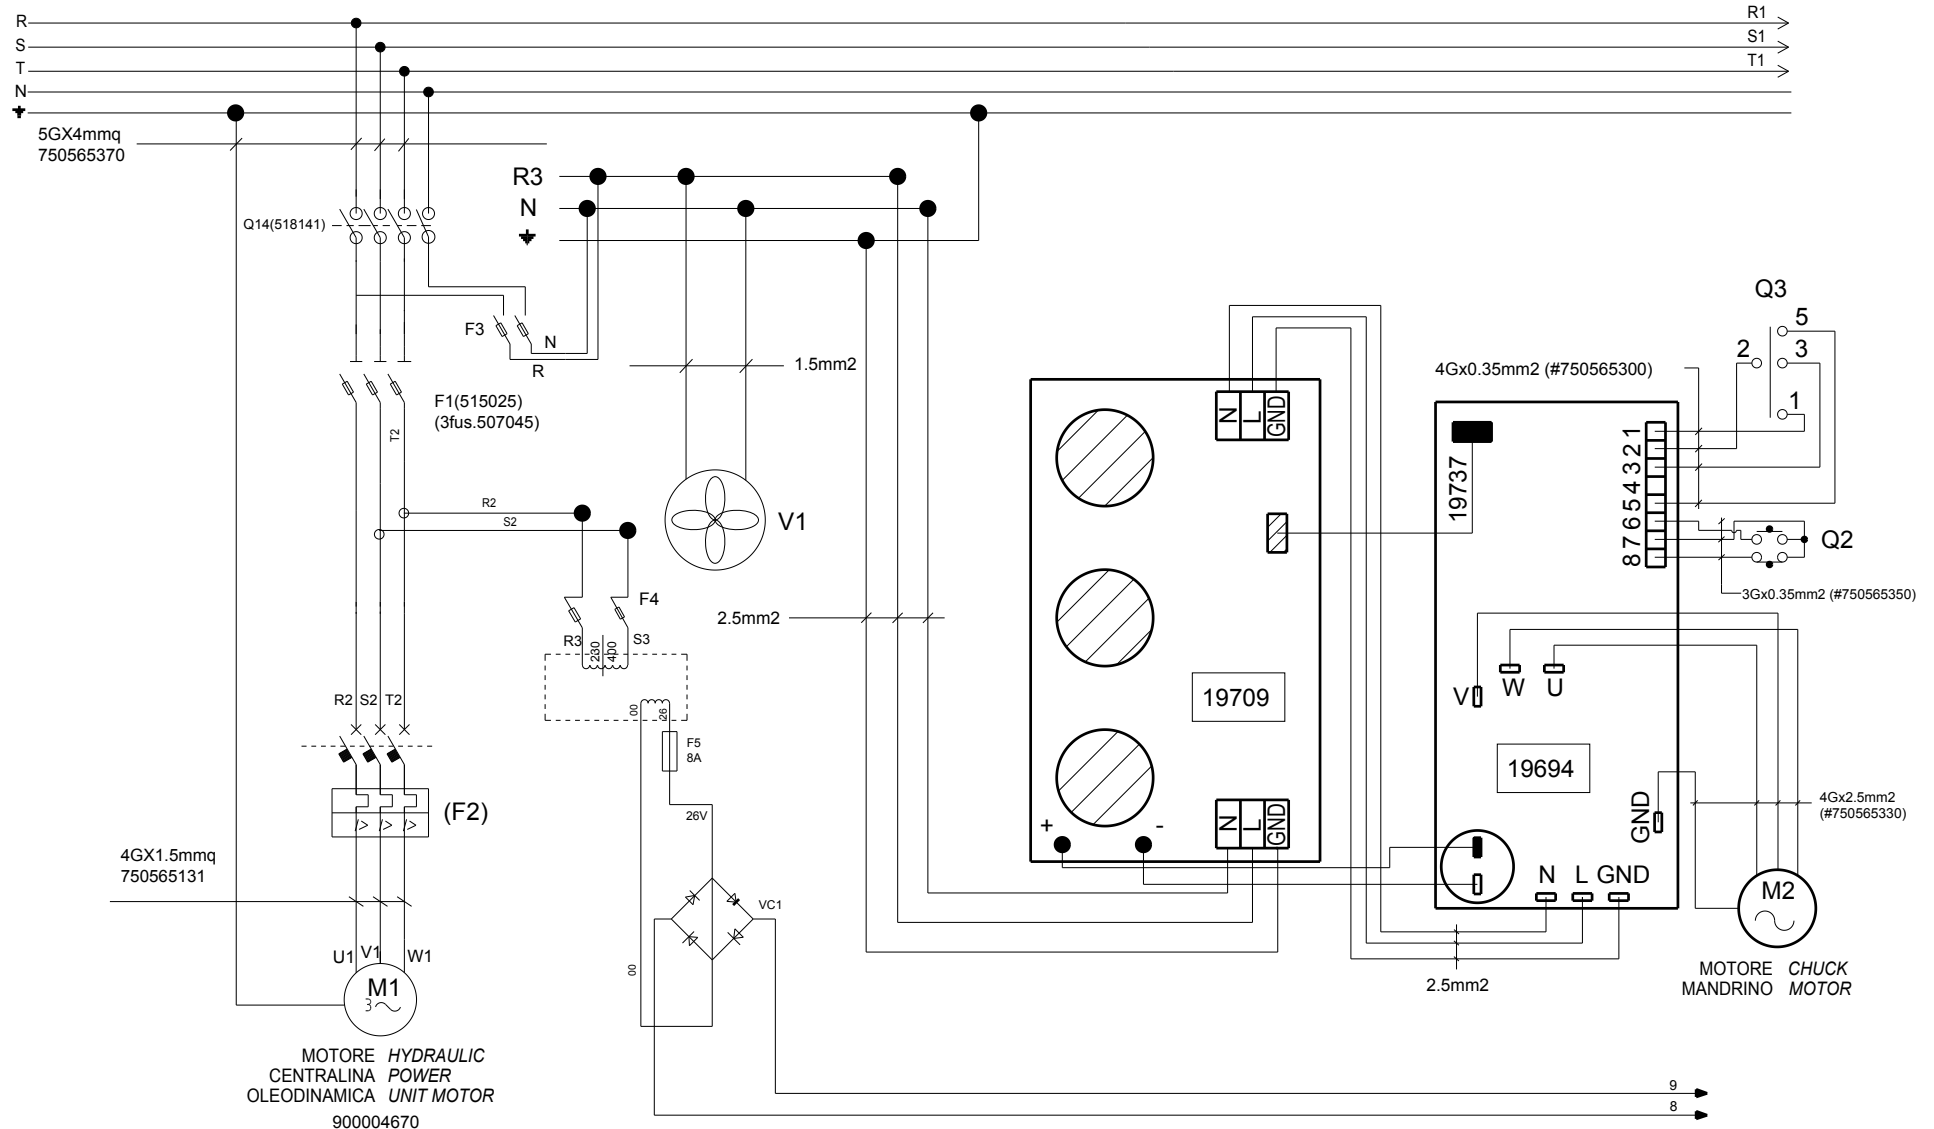 R
R1
S
S1
T
T1
N
5GX4mmq
750565370
R3
N
Q14(518141)
F3
N
R
1.5mm2
F1(515025)
(3fus.507045)
T2
R2
S2
V1
F4
R3
S3
230
400
2.5mm2
00
26
F5
8A
26V
R2 S2 T2
(F2)
4GX1.5mmq
750565131
VC1
00
U1 V1 W1
M1
3
MOTORE HYDRAULIC
CENTRALINA POWER
OLEODINAMICA UNIT MOTOR
900004670
9
8
N L GND
19709
+ -
N L GND
Q3
5
2 3
1
4Gx0.35mm2 (#750565300)
19737
1
2
3
4
5
6
7
8
Q2
3Gx0.35mm2 (#750565350)
V W U
19694
GND
4Gx2.5mm2
(#750565330)
N L GND
M2
2.5mm2
MOTORE CHUCK
MANDRINO MOTOR